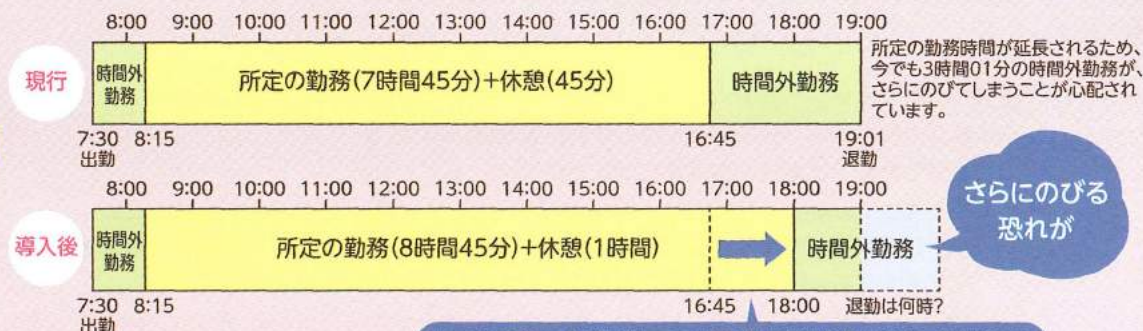 8:00 9:00 10:00 11:00 12:00 13:00 14:00 15:00 16:00 17:00 18:00 19:00
現行
時間外
勤務
所定の勤務(7時間45分)+休憩(45分)
時間外勤務
所定の勤務時間が延長されるため、
今でも3時間01分の時間外勤務が、
さらにのびてしまうことが心配され
ています。
7:30 8:15 16:45 19:01
出勤 退勤
8:00 9:00 10:00 11:00 12:00 13:00 14:00 15:00 16:00 17:00 18:00 19:00
導入後
時間外
勤務
所定の勤務(8時間45分)+休憩(1時間)
時間外勤務
さらにのびる
恐れが
7:30 8:15 16:45 18:00 退勤は何時?
出勤